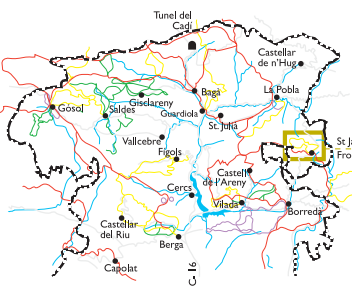 Tunel del
Cadí
Castellar
de n'Hug
Gisclareny
Bagà
La Pobla
Gósol
Saldes
Guardiola
St. Julià
Vallcebre
St Ja
Fígols
Fro
Castell
de l'Areny
Cercs
Vilada
Borredà
Castellar
del Riu
Berga
Capolat
C-16